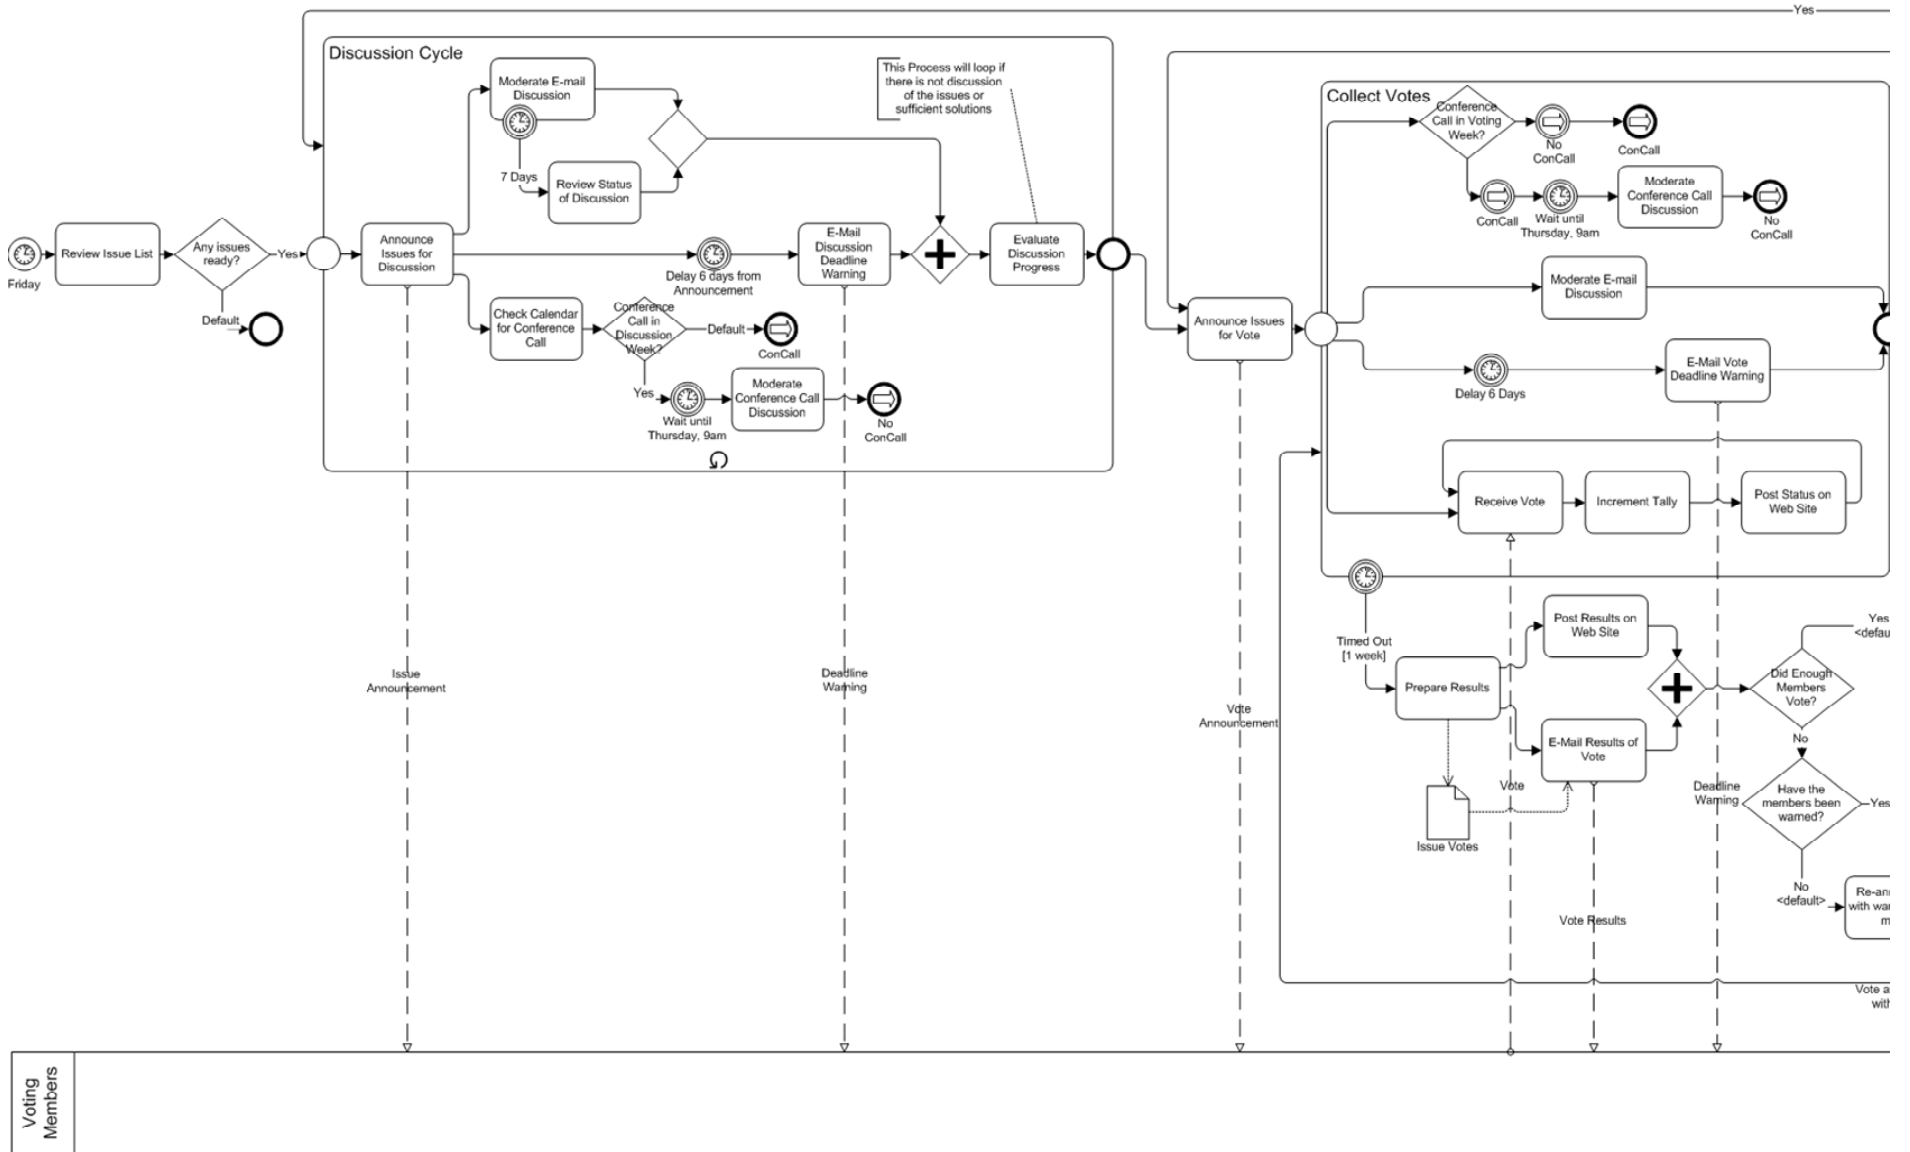 Yes
Discussion Cycle
Moderate E-mail
Discussion
This Process will loop if
there is not discussion
of the issues or
sufficient solutions
7 Days
Review Status
of Discussion
Friday
Review Issue List
Any issues
ready?
Yes
Default
Announce
Issues for
Discussion
Delay 6 days from
Announcement
E-Mail
Discussion
Deadline
Warning
Evaluate
Discussion
Progress
Check Calendar
for Conference
Call
Conference
Call in
Discussion
Week?
Default
ConCall
Yes
Wait until
Thursday, 9am
Moderate
Conference Call
Discussion
No
ConCall
Issue
Announcement
Deadline
Warning
Announce Issues
for Vote
Vote
Announcement
Collect Votes
Conference
Call in Voting
Week?
No
ConCall
ConCall
ConCall
Wait until
Thursday, 9am
Moderate
Conference Call
Discussion
No
ConCall
Moderate E-mail
Discussion
Delay 6 Days
E-Mail Vote
Deadline Warning
Receive Vote
Increment Tally
Post Status on
Web Site
Timed Out
[1 week]
Prepare Results
Post Results on
Web Site
E-Mail Results of
Vote
Issue Votes
Vote
Vote Results
Deadline
Warning
Did Enough
Members
Vote?
Yes
<defau
No
Have the
members been
warned?
Yes
No
<default>
Re-an
with wa
m
Vote a
with
Voting
Members